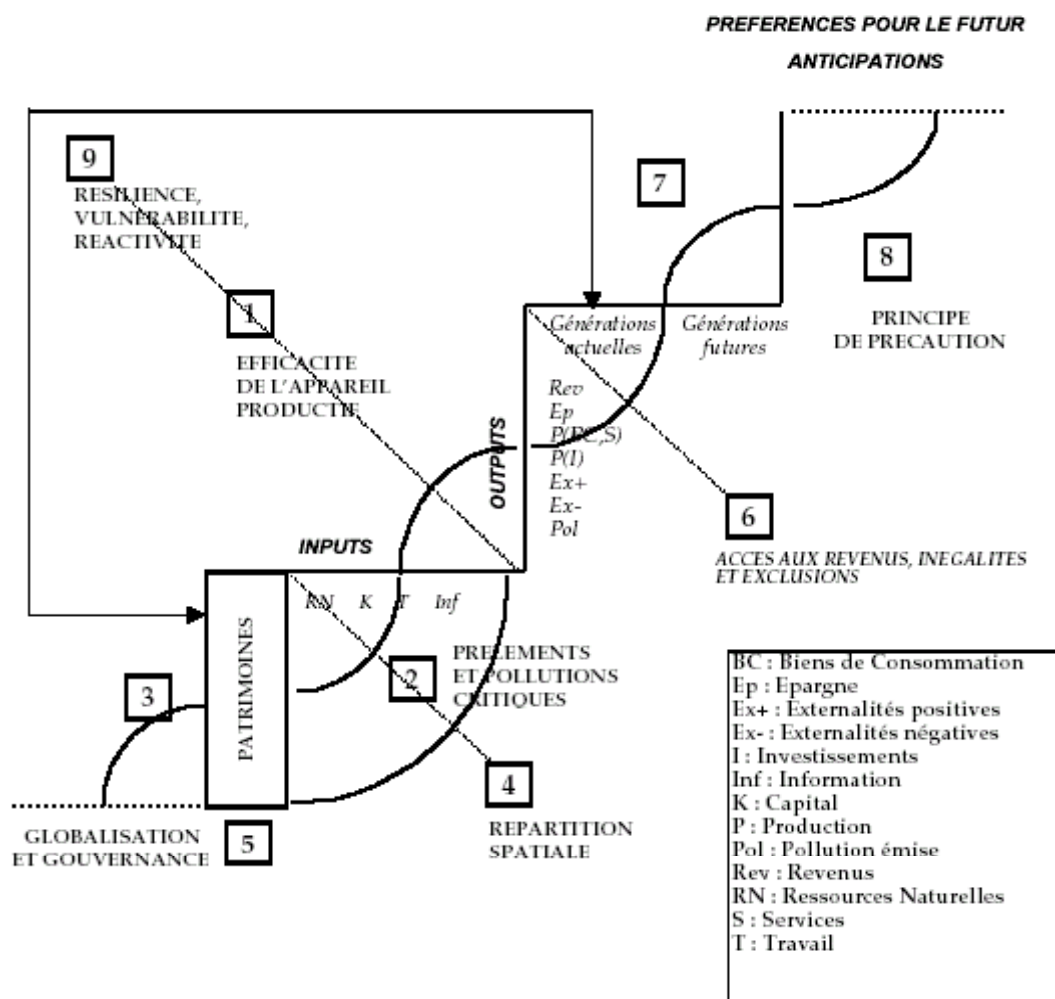 PREFERENCES POUR LE FUTUR
ANTICIPATIONS
9
RESILIENCE,
VULNERABILITE,
REACTIVITE
7
8
PRINCIPE
DE PRECAUTION
1
EFFICACITE
DE L'APPAREIL
PRODUCTIF
Générations
actuelles
Générations
futures
Rev
Ep
P(BC,S)
P(I)
Ex+
Ex-
Pol
OUTPUTS
6
ACCES AUX REVENUS, INEGALITES
ET EXCLUSIONS
INPUTS
RN K T Inf
PATRIMOINES
2
PRELEMENTS
ET POLLUTIONS
CRITIQUES
3
4
REPARTITION
SPATIALE
GLOBALISATION
ET GOUVERNANCE
5
BC : Biens de Consommation
Ep : Epargne
Ex+ : Externalités positives
Ex- : Externalités négatives
I : Investissements
Inf : Information
K : Capital
P : Production
Pol : Pollution émise
Rev : Revenus
RN : Ressources Naturelles
S : Services
T : Travail